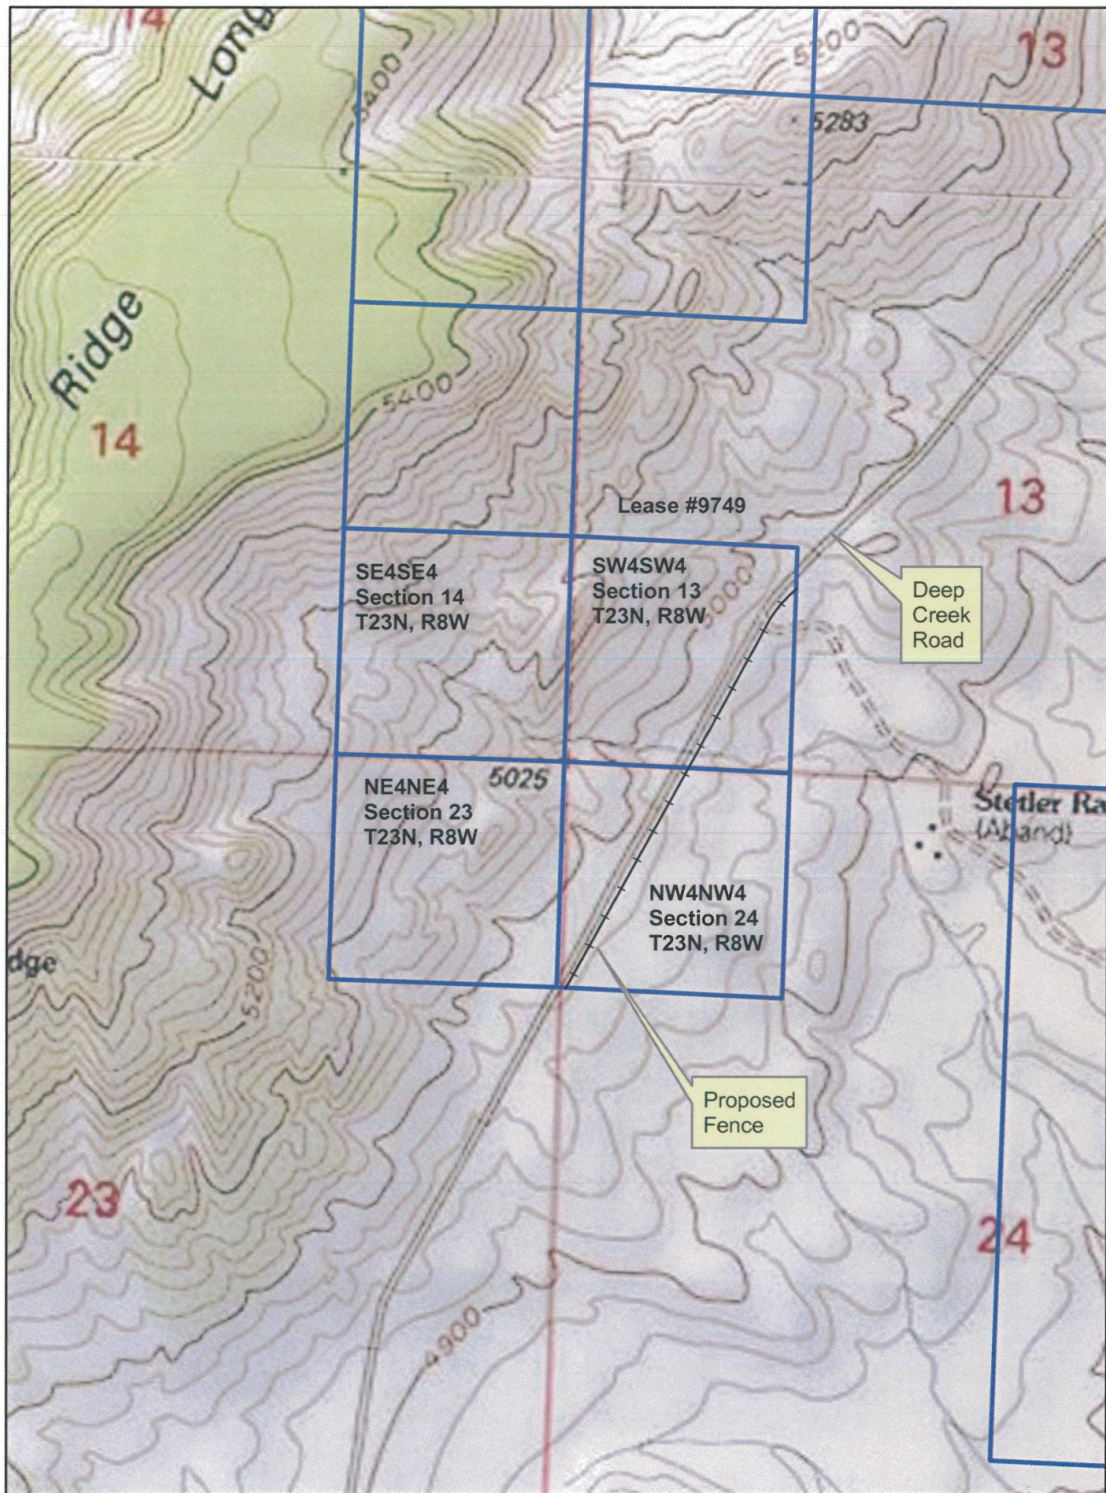 14
Long
5400
5200
13
5283
Ridge
14
5400
Lease #9749
13
SE4SE4
Section 14
T23N, R8W
SW4SW4
Section 13
T23N, R8W
Deep
Creek
Road
5025
NE4NE4
Section 23
T23N, R8W
Stetler Ra
(Aband)
NW4NW4
Section 24
T23N, R8W
dge
5200
Proposed
Fence
23
24
4900